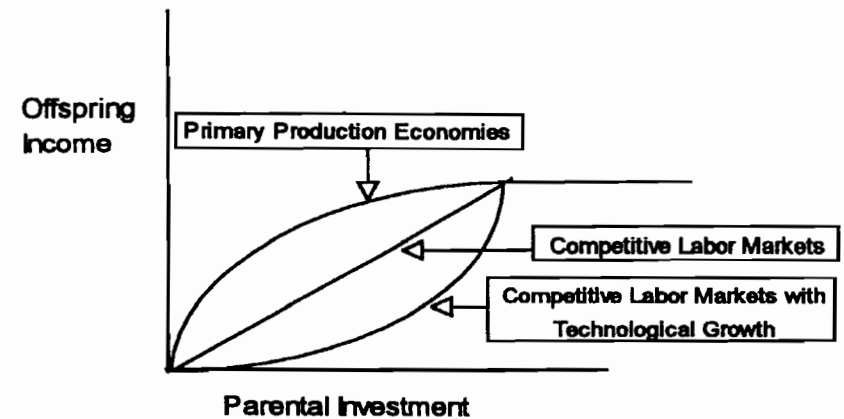 Offspring
Income
Primary Production Economies
Competitive Labor Markets
Competitive Labor Markets with
Technological Growth
Parental Investment